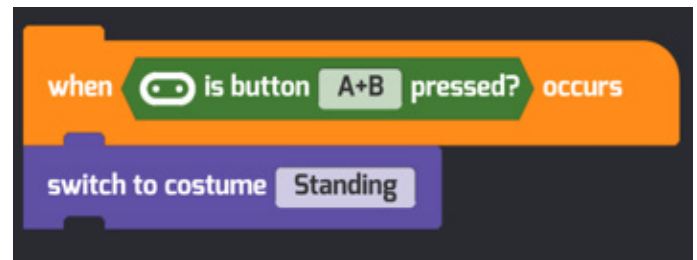 when is button A+B pressed? occurs
switch to costume Standing